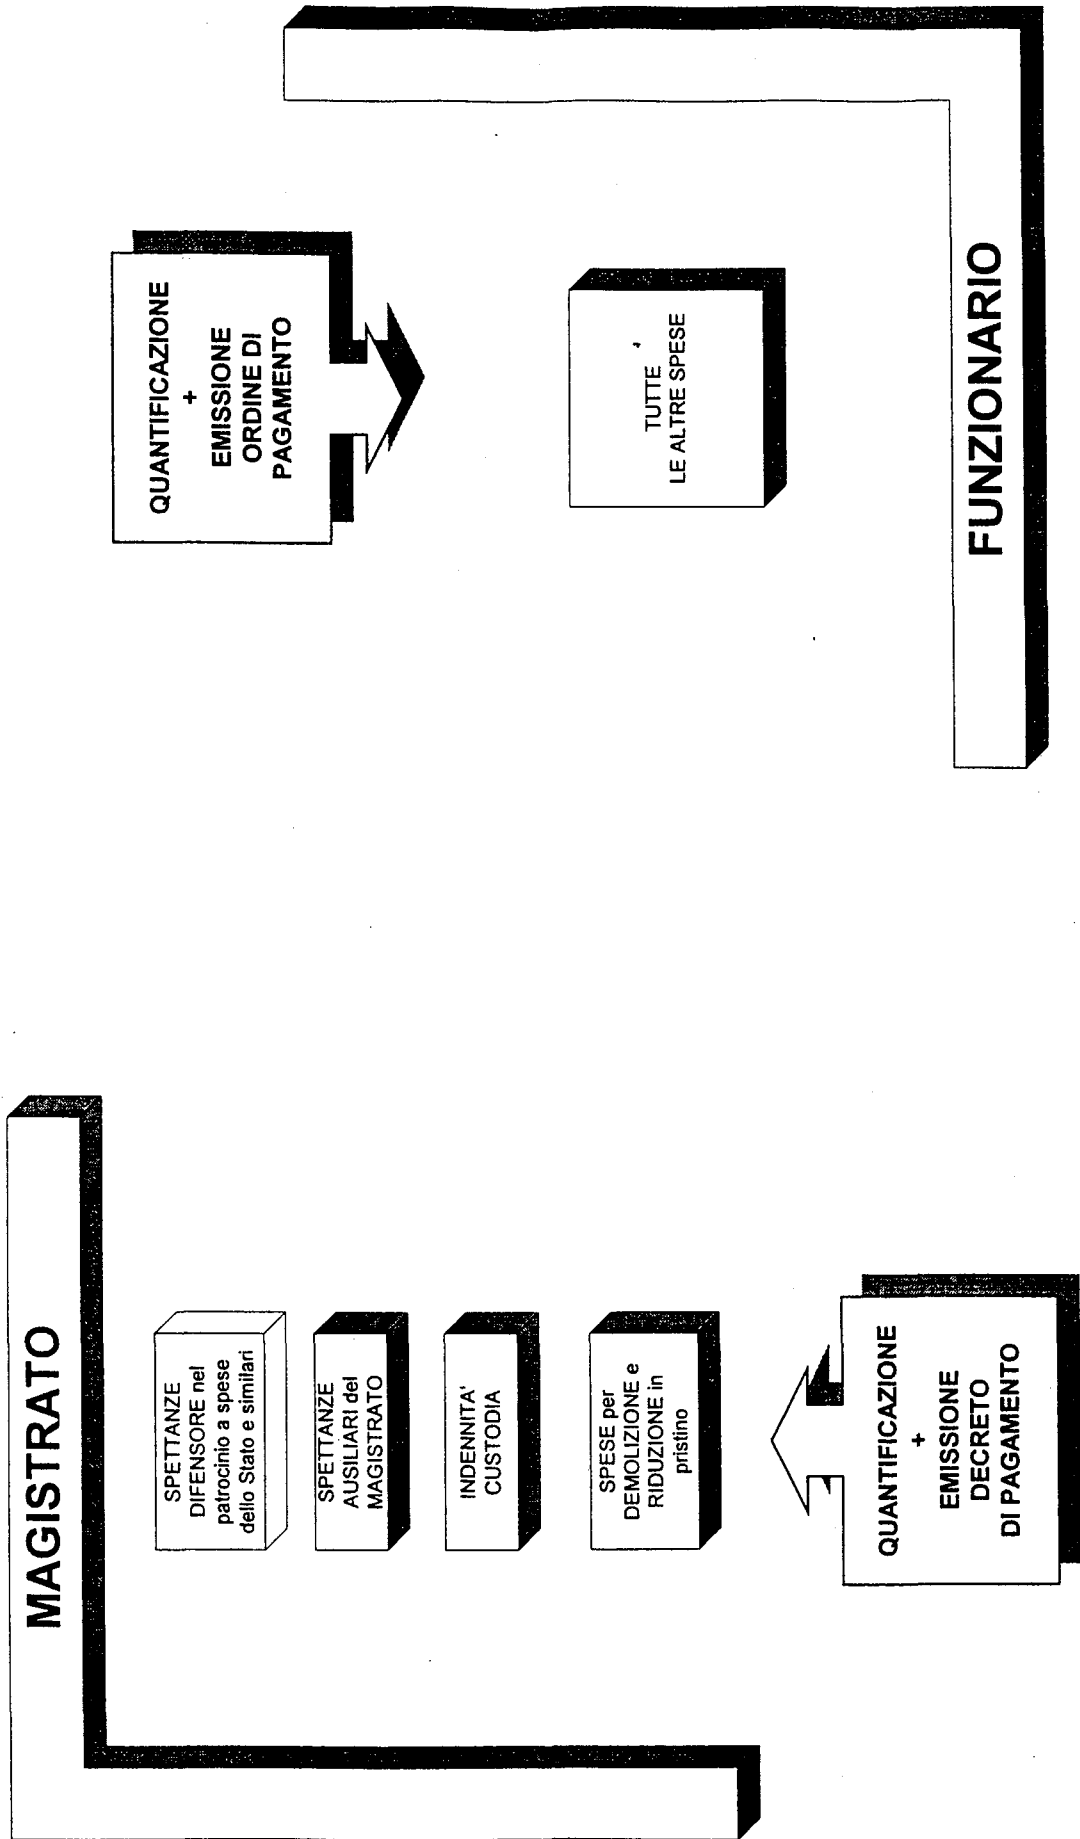 MAGISTRATO
SPETTANZE
DIFENSORE nel
patrocinio a spese
dello Stato e similari
SPETTANZE
AUSILIARI del
MAGISTRATO
INDENNITA'
CUSTODIA
SPESE per
DEMOLIZIONE e
RIDUZIONE in
pristino
QUANTIFICAZIONE
+
EMISSIONE
DECRETO
DI PAGAMENTO
QUANTIFICAZIONE
+
EMISSIONE
ORDINE DI
PAGAMENTO
TUTTE
LE ALTRE SPESE
FUNZIONARIO